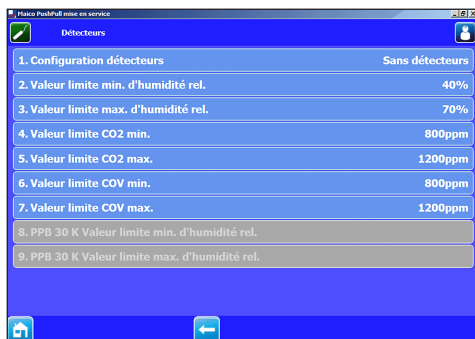 Maico PushPull mise en service
Détecteurs
1. Configuration détecteurs Sans détecteurs
2. Valeur limite min. d'humidité rel. 40%
3. Valeur limite max. d'humidité rel. 70%
4. Valeur limite CO2 min. 800ppm
5. Valeur limite CO2 max. 1200ppm
6. Valeur limite COV min. 800ppm
7. Valeur limite COV max. 1200ppm
8. PPB 30 K Valeur limite min. d'humidité rel.
9. PPB 30 K Valeur limite max. d'humidité rel.